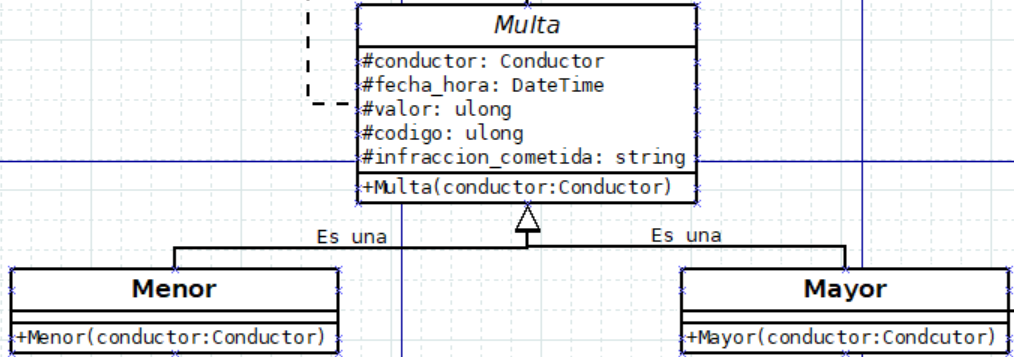 Multa
#conductor: Conductor
#fecha_hora: DateTime
#valor: ulong
#codigo: ulong
#infraccion_cometida: string
+Multa(conductor:Conductor)
Es una
Es una
Menor
+Menor(conductor:Conductor)
Mayor
+Mayor(conductor:Condcutor)